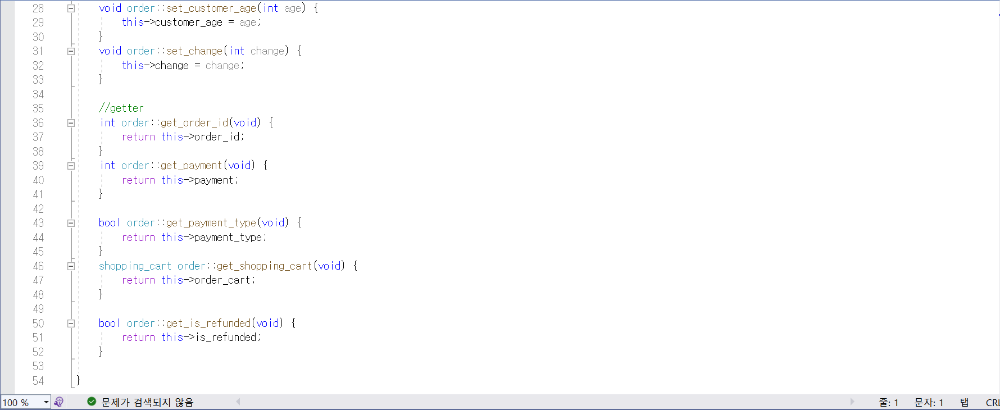 28 void order::set_customer_age(int age) {
29 this->customer_age = age;
30 }
31 void order::set_change(int change) {
32 this->change = change;
33 }
34
35 //getter
36 int order::get_order_id(void) {
37 return this->order_id;
38 }
39 int order::get_payment(void) {
40 return this->payment;
41 }
42
43 bool order::get_payment_type(void) {
44 return this->payment_type;
45 }
46 shopping_cart order::get_shopping_cart(void) {
47 return this->order_cart;
48 }
49
50 bool order::get_is_refunded(void) {
51 return this->is_refunded;
52 }
53
54 }
100 % 문제가 검색되지 않음 줄: 1 문자: 1 탭 CRL